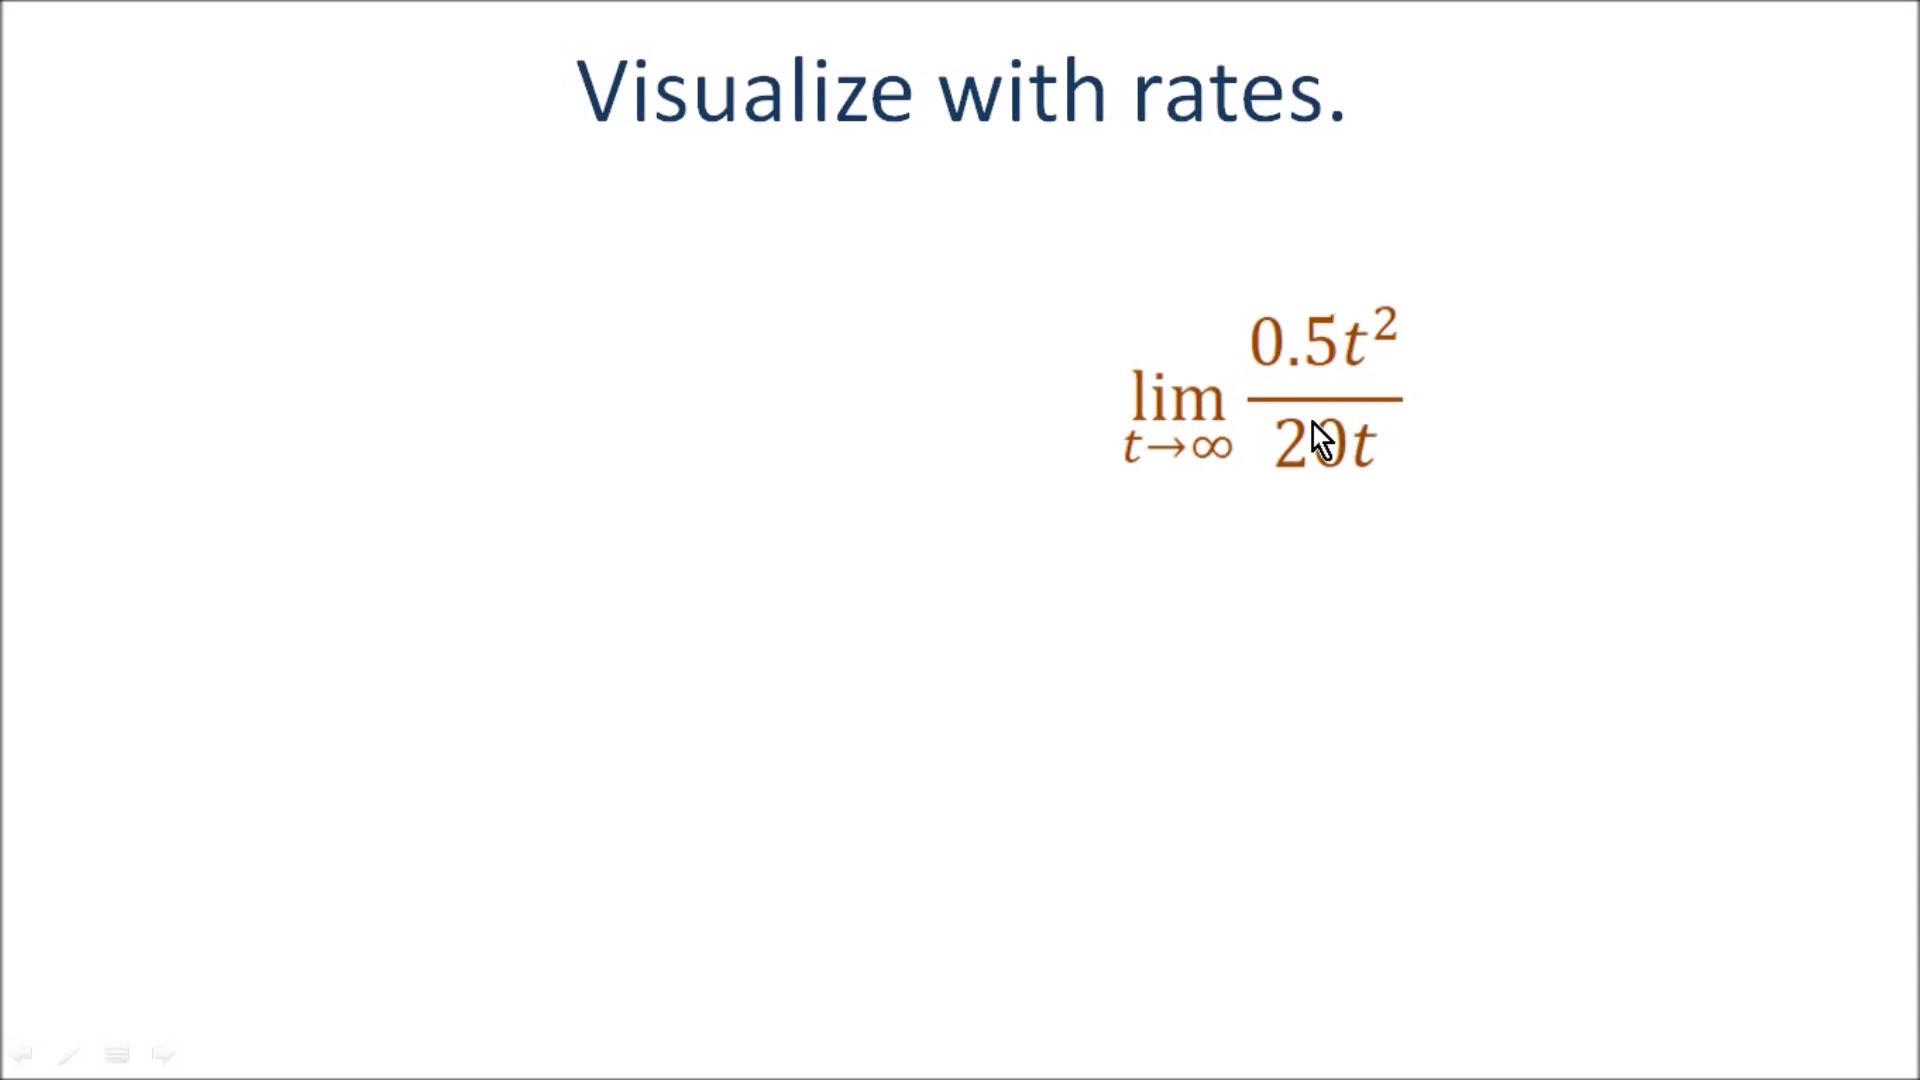 Visualize with rates.
lim t→∞ 0.5t² / 20t